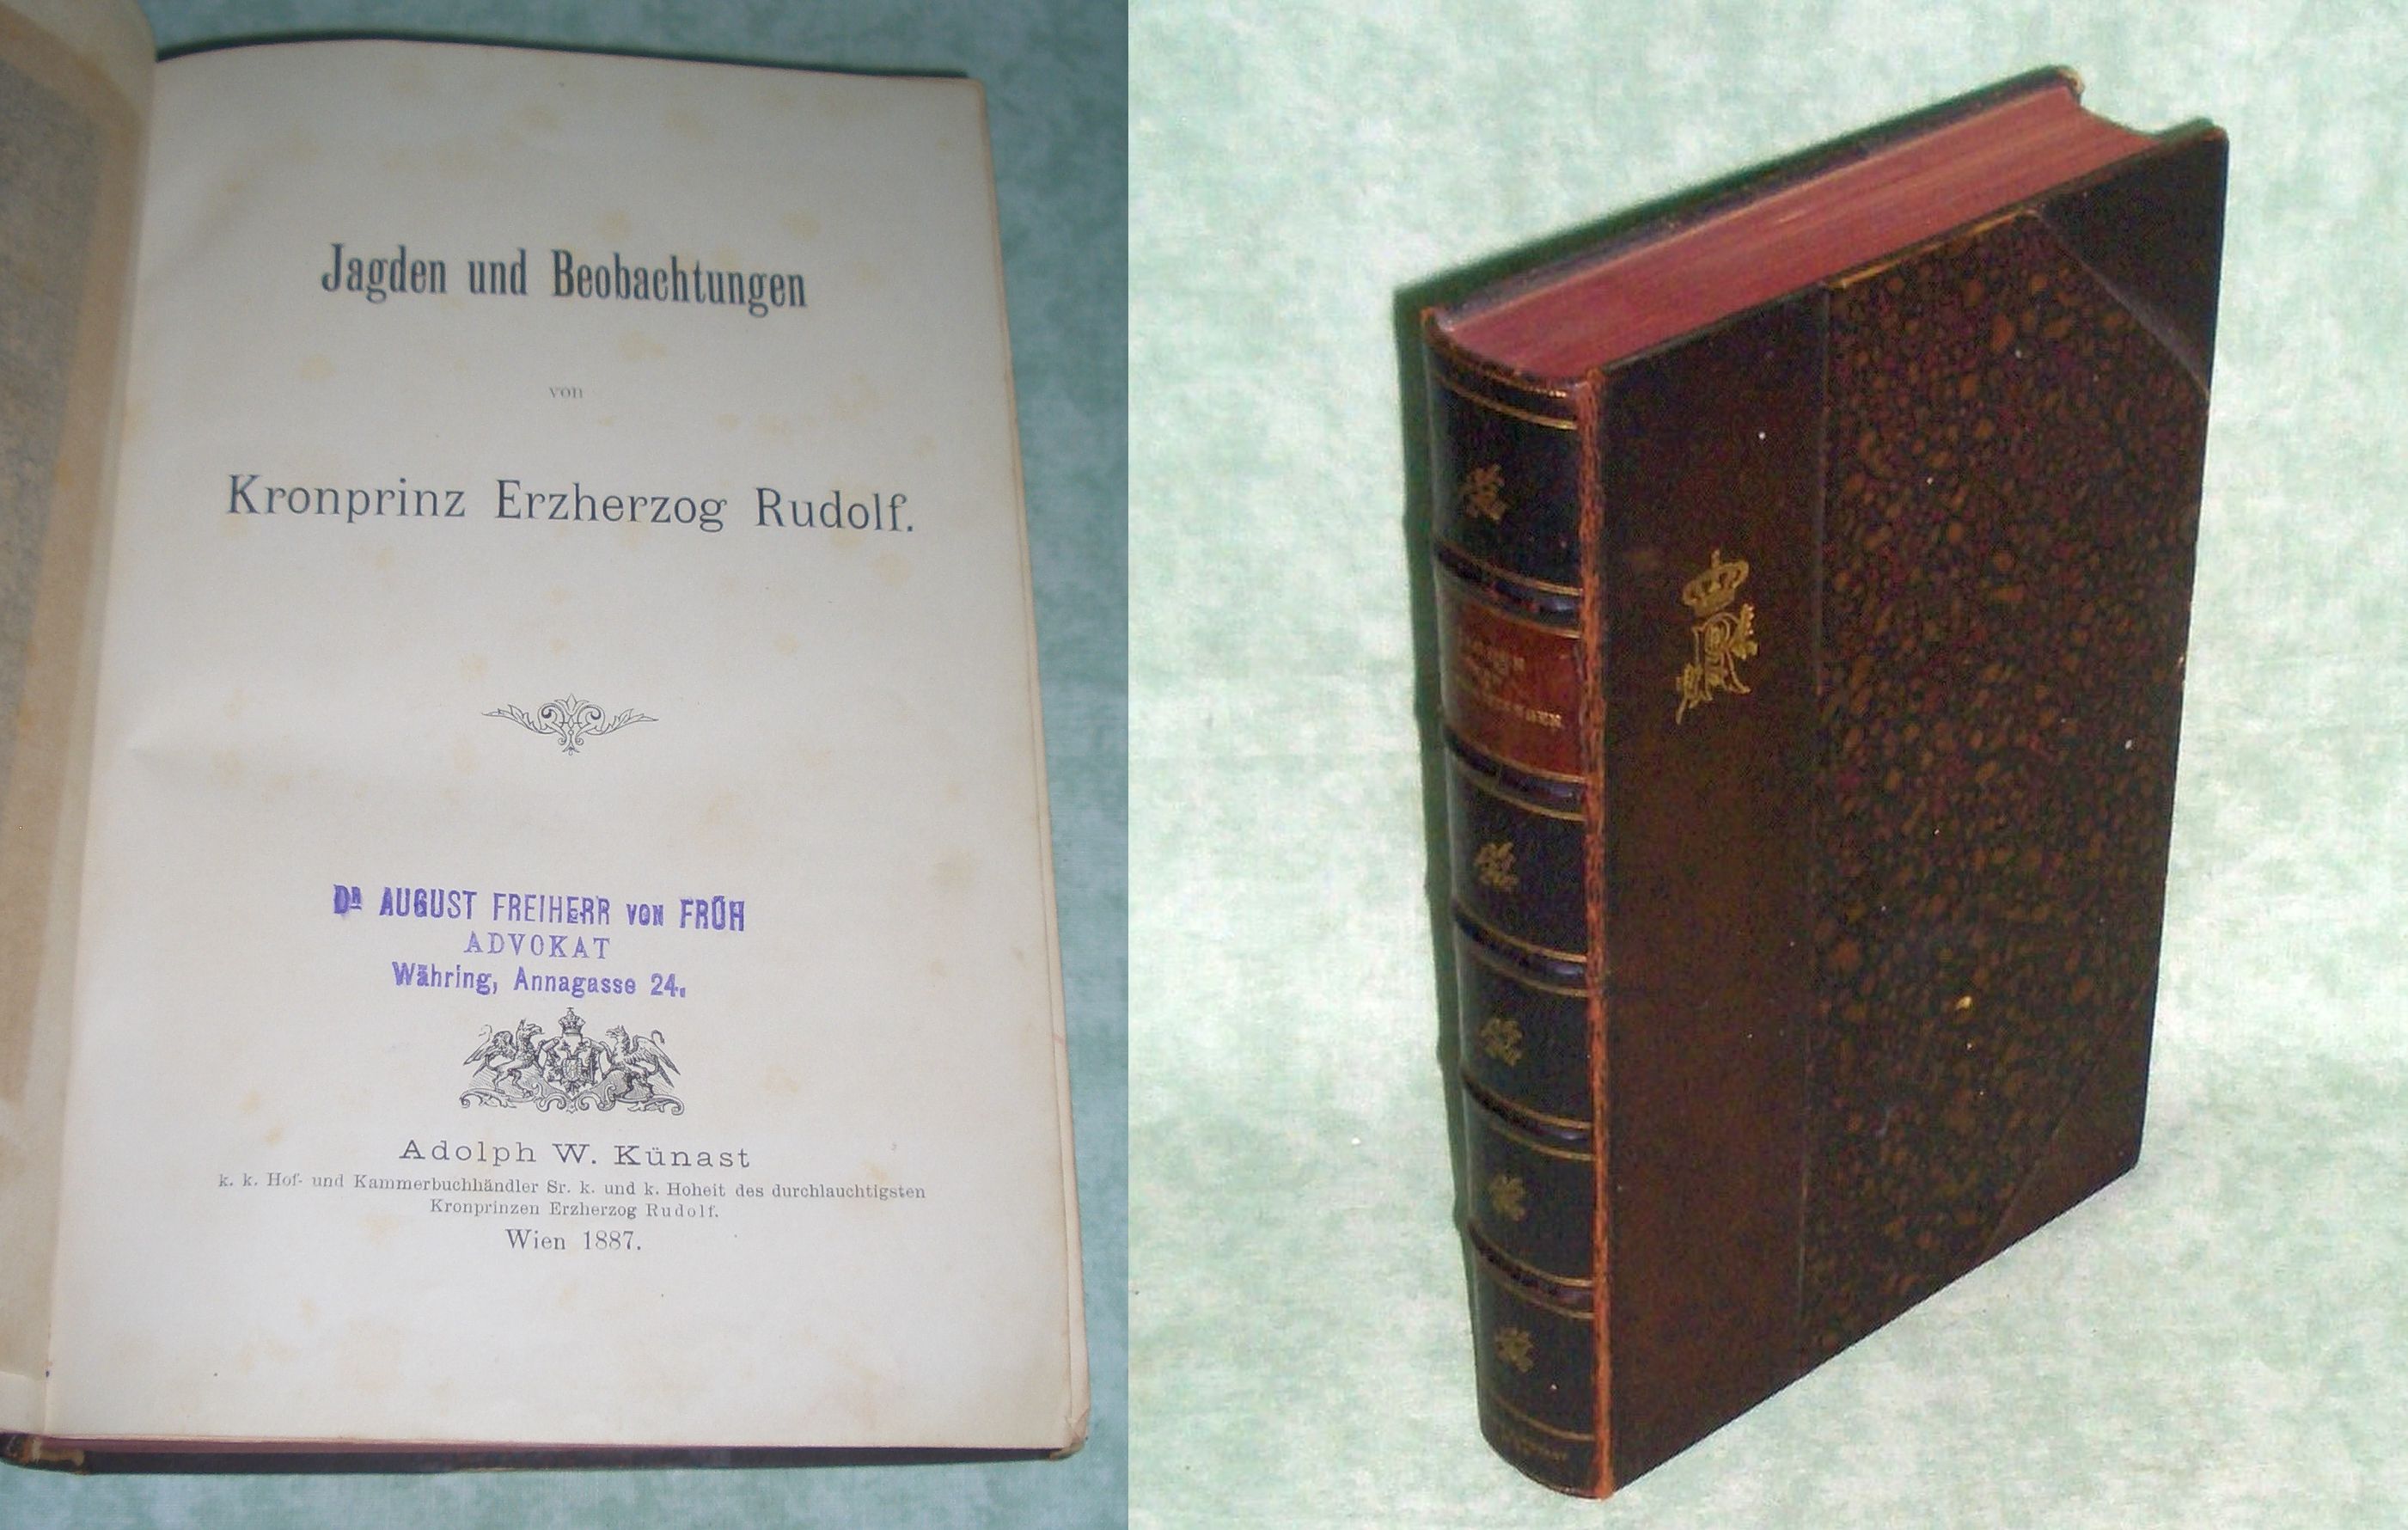 Jagden und Beobachtungen
von
Kronprinz Erzherzog Rudolf.
DR AUGUST FREIHERR VON FRÜH
ADVOKAT
Währing, Annagasse 24.
Adolph W. Künast
k. k. Hof- und Kammerbuchhändler Sr. k. und k. Hoheit des durchlauchtigsten
Kronprinzen Erzherzog Rudolf.
Wien 1887.
R